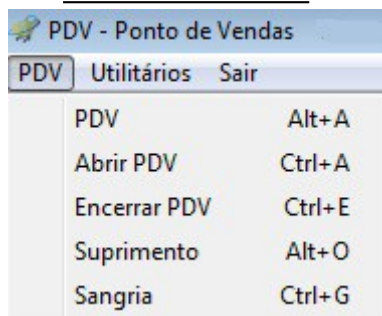 PDV - Ponto de Vendas
PDV Utilitários Sair
PDV Alt+A
Abrir PDV Ctrl+A
Encerrar PDV Ctrl+E
Suprimento Alt+O
Sangria Ctrl+G